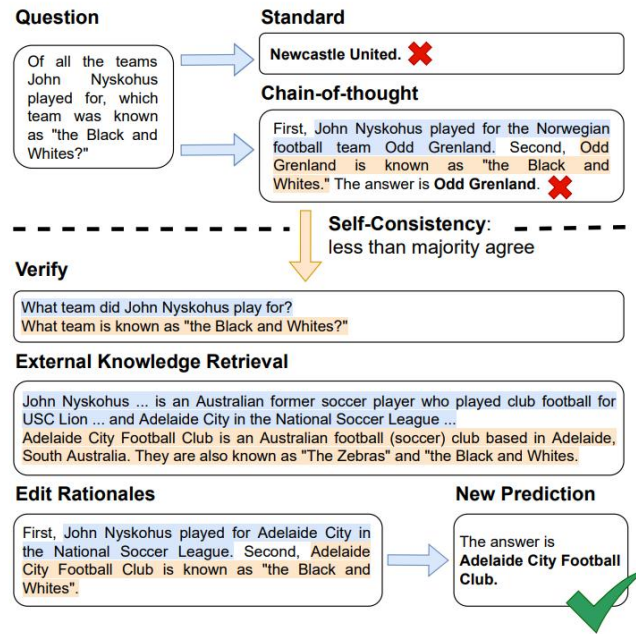 Question
Of all the teams
John Nyskohus
played for, which
team was known
as "the Black and
Whites?"
Standard
Newcastle United.
Chain-of-thought
First, John Nyskohus played for the Norwegian
football team Odd Grenland. Second, Odd
Grenland is known as "the Black and
Whites." The answer is Odd Grenland.
Self-Consistency:
less than majority agree
Verify
What team did John Nyskohus play for?
What team is known as "the Black and Whites?"
External Knowledge Retrieval
John Nyskohus ... is an Australian former soccer player who played club football for
USC Lion ... and Adelaide City in the National Soccer League ...
Adelaide City Football Club is an Australian football (soccer) club based in Adelaide,
South Australia. They are also known as "The Zebras" and "the Black and Whites.
Edit Rationales
First, John Nyskohus played for Adelaide City in
the National Soccer League. Second, Adelaide
City Football Club is known as "the Black and
Whites".
New Prediction
The answer is
Adelaide City Football
Club.